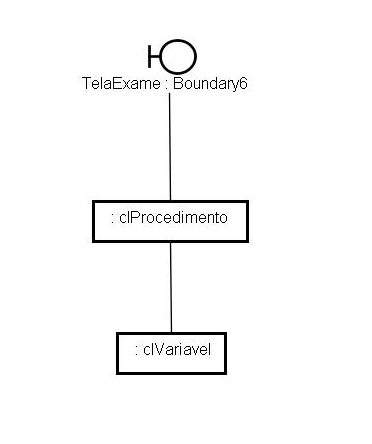 TelaExame : Boundary6
: clProcedimento
: clVariavel